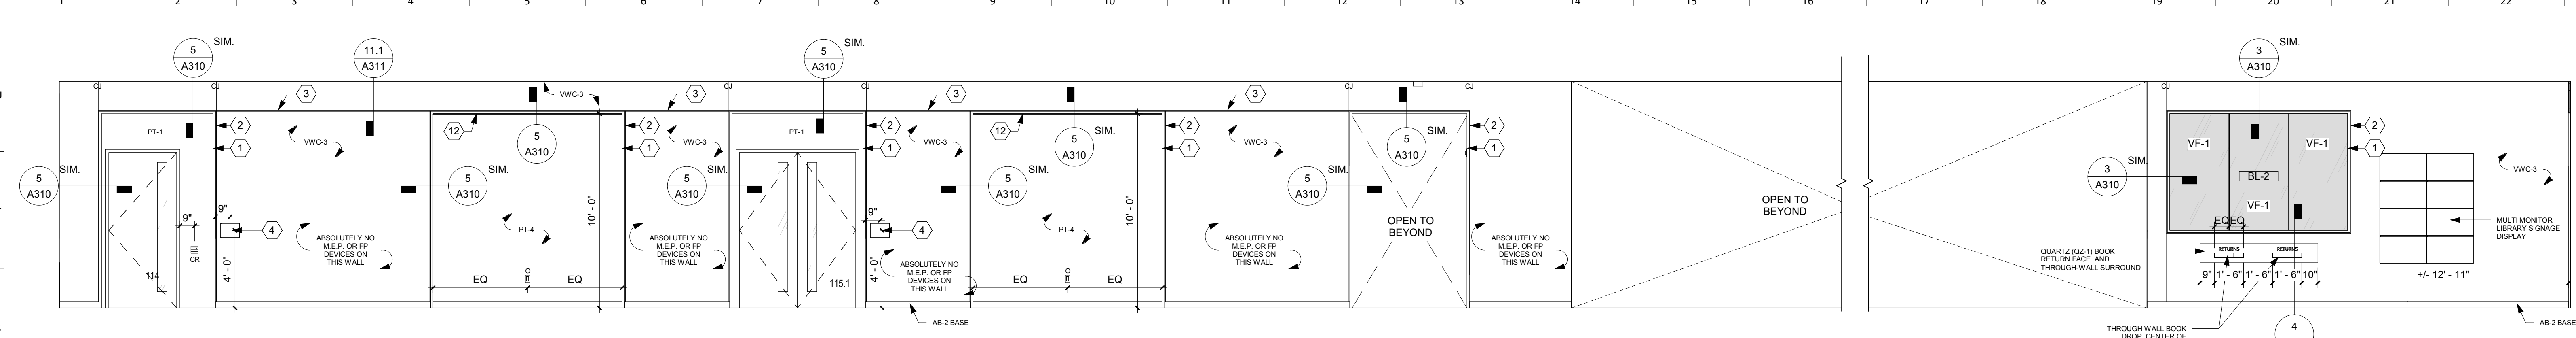 1 2 3 4 5 6 7 8 9 10 11 12 13 14 15 16 17 18 19 20 21 22
5 SIM.
A310
11.1
A311
5 SIM.
A310
3 SIM.
A310
CJ CJ CJ CJ CJ CJ CJ
VWC-3
3 3 3 3
PT-1 2 VWC-3 12 2 VWC-3 PT-1 2 VWC-3 12 2 VWC-3 2
5 SIM.
A310
5 SIM.
A310
5 SIM.
A310
1 1 1 1 1
VF-1 VF-1 2
1
BL-2
VF-1
VWC-3
5 SIM.
A310
5 SIM.
A310
5 SIM.
A310
5 SIM.
A310
5 SIM.
A310
3 SIM.
A310
9" 9" 9"
4 4
CR
4' - 0" 4' - 0"
10' - 0" 10' - 0"
PT-4 PT-4
ABSOLUTELY NO
M.E.P. OR FP
DEVICES ON
THIS WALL
ABSOLUTELY NO
M.E.P. OR FP
DEVICES ON
THIS WALL
ABSOLUTELY NO
M.E.P. OR FP
DEVICES ON
THIS WALL
ABSOLUTELY NO
M.E.P. OR FP
DEVICES ON
THIS WALL
ABSOLUTELY NO
M.E.P. OR FP
DEVICES ON
THIS WALL
OPEN TO
BEYOND
OPEN TO
BEYOND
114
O
EQ EQ
115.1
O
EQ EQ
EQ EQ
RETURNS RETURNS
QUARTZ (QZ-1) BOOK
RETURN FACE AND
THROUGH-WALL SURROUND
9" 1' - 6" 1' - 6" 1' - 6" 10"
+/- 12' - 11"
MULTI MONITOR
LIBRARY SIGNAGE
DISPLAY
AB-2 BASE
AB-2 BASE
THROUGH WALL BOOK
DROP, CENTER OF
4